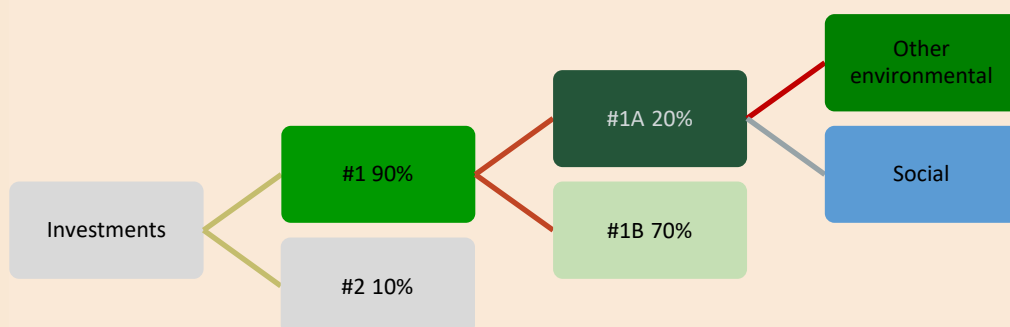 Investments
#1 90%
#2 10%
#1A 20%
#1B 70%
Other
environmental
Social